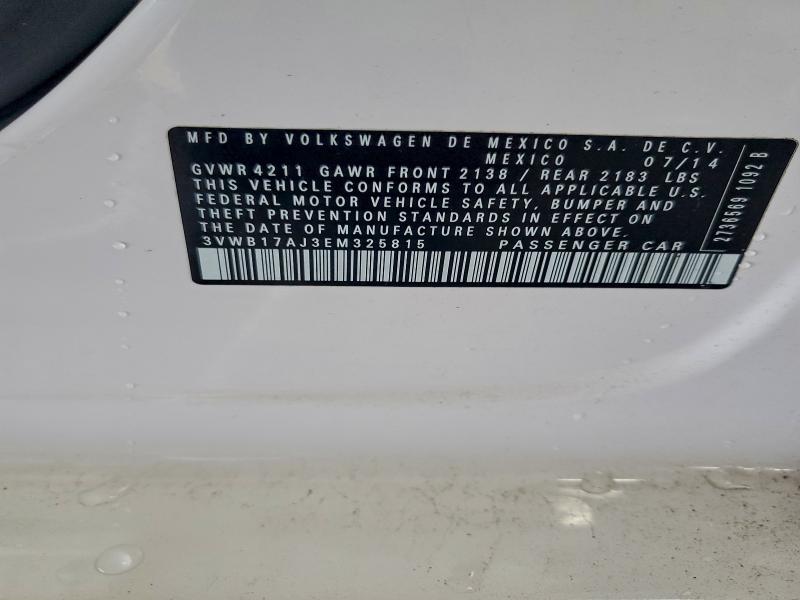 MFD BY VOLKSWAGEN DE MEXICO S.A. DE C.V.
MEXICO 07/14
GVWR 4211 GAWR FRONT 2138 / REAR 2183 LBS
THIS VEHICLE CONFORMS TO ALL APPLICABLE U.S.
FEDERAL MOTOR VEHICLE SAFETY, BUMPER AND
THEFT PREVENTION STANDARDS IN EFFECT ON
THE DATE OF MANUFACTURE SHOWN ABOVE.
3VWB17AJ3EM325815 PASSENGER CAR
2736569 1092 B